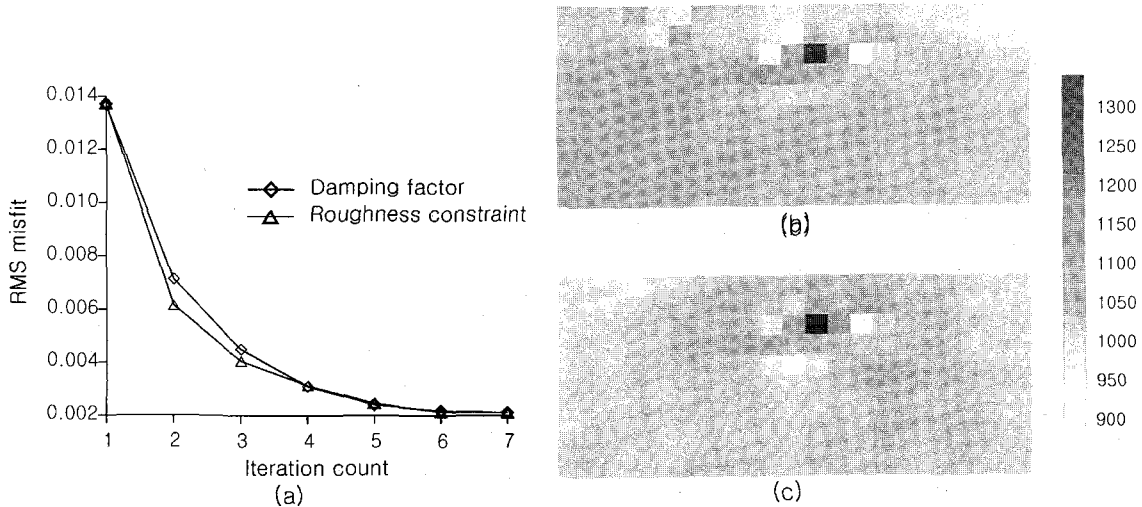 0.014
0.012
0.010
0.008
0.006
0.004
0.002
RMS misfit
Damping factor
Roughness constraint
1 2 3 4 5 6 7
Iteration count
(a)
(b)
(c)
1300
1250
1200
1150
1100
1050
1000
950
900